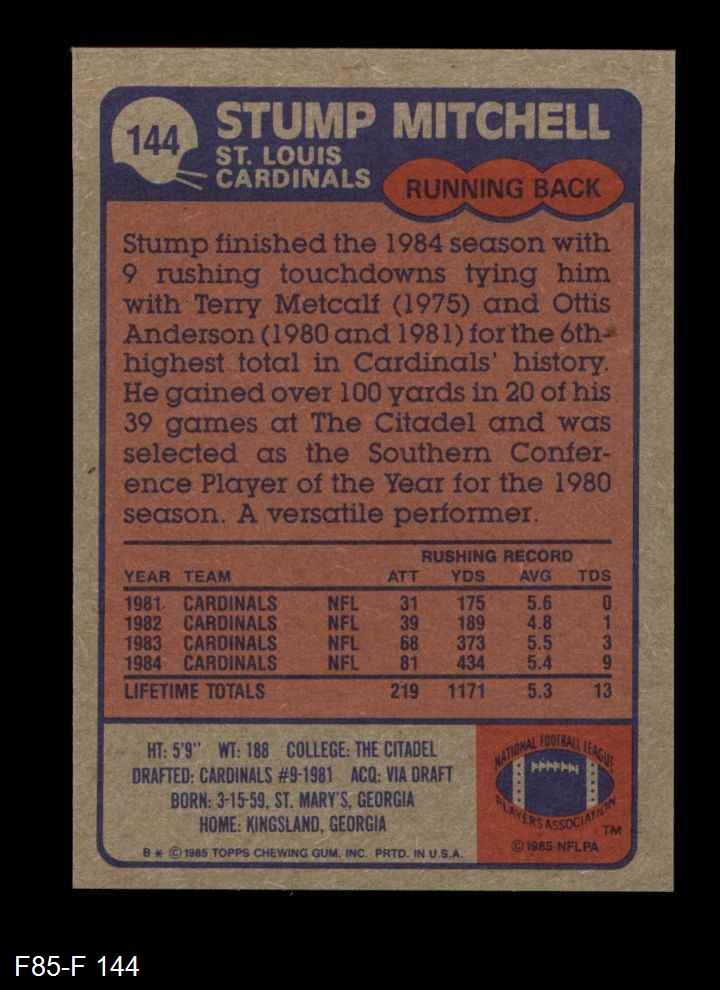 144
STUMP MITCHELL
ST. LOUIS
CARDINALS
RUNNING BACK
Stump finished the 1984 season with
9 rushing touchdowns tying him
with Terry Metcalf (1975) and Ottis
Anderson (1980 and 1981) for the 6th-
highest total in Cardinals' history.
He gained over 100 yards in 20 of his
39 games at The Citadel and was
selected as the Southern Confer-
ence Player of the Year for the 1980
season. A versatile performer.
RUSHING RECORD
YEAR TEAM ATT YDS AVG TDS
1981 CARDINALS NFL 31 175 5.6 0
1982 CARDINALS NFL 39 189 4.8 1
1983 CARDINALS NFL 68 373 5.5 3
1984 CARDINALS NFL 81 434 5.4 9
LIFETIME TOTALS 219 1171 5.3 13
HT: 5'9" WT: 188 COLLEGE: THE CITADEL
DRAFTED: CARDINALS #9-1981 ACQ: VIA DRAFT
BORN: 3-15-59, ST. MARY'S, GEORGIA
HOME: KINGSLAND, GEORGIA
B * © 1985 TOPPS CHEWING GUM, INC. PRTD. IN U.S.A.
NATIONAL FOOTBALL LEAGUE
PLAYERS ASSOCIATION
TM
© 1985 NFLPA
F85-F 144